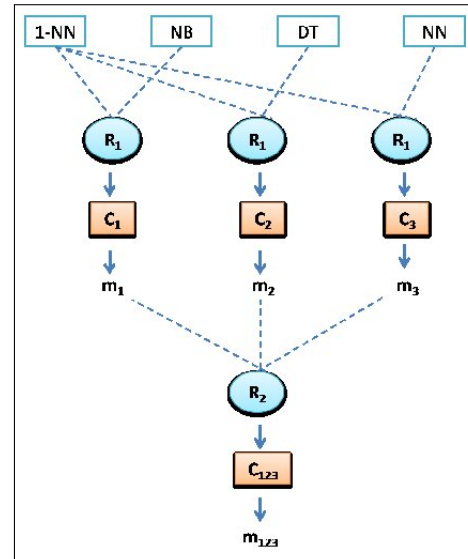 1-NN NB DT NN
R₁ R₁ R₁
C₁ C₂ C₃
m₁ m₂ m₃
R₂
C₁₂₃
m₁₂₃